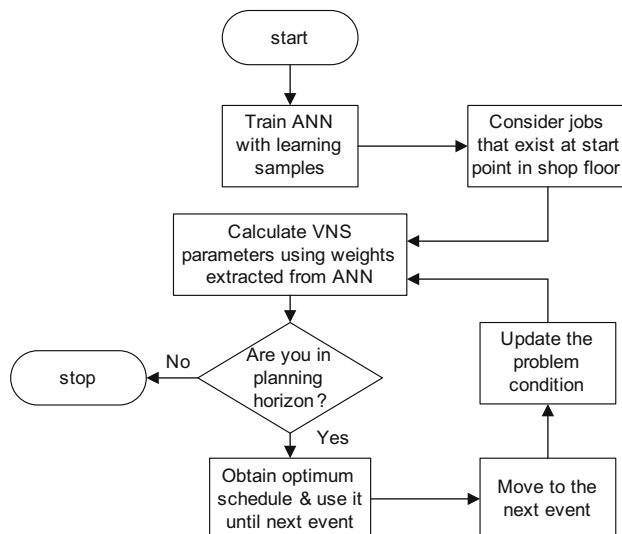 start
Train ANN
with learning
samples
Consider jobs
that exist at start
point in shop floor
Calculate VNS
parameters using weights
extracted from ANN
Are you in
planning
horizon?
No
stop
Yes
Update the
problem
condition
Obtain optimum
schedule & use it
until next event
Move to the
next event